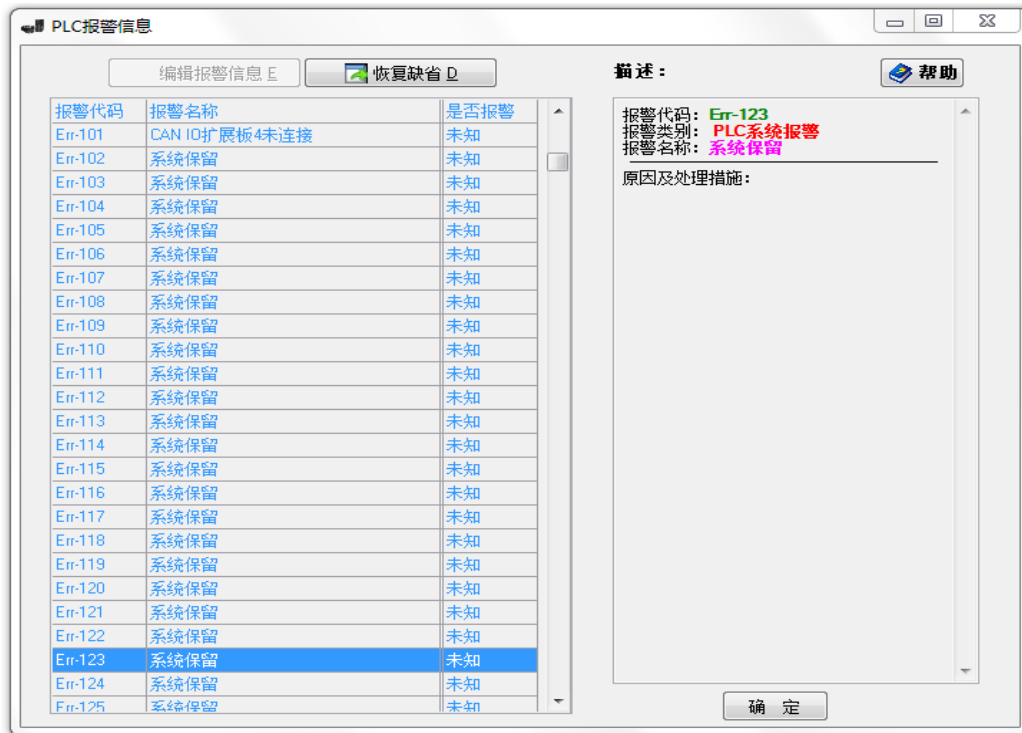 PLC报警信息
编辑报警信息 E
恢复缺省 D
描述：
帮助
报警代码 报警名称 是否报警
Err-101 CAN IO扩展板4未连接 未知
Err-102 系统保留 未知
Err-103 系统保留 未知
Err-104 系统保留 未知
Err-105 系统保留 未知
Err-106 系统保留 未知
Err-107 系统保留 未知
Err-108 系统保留 未知
Err-109 系统保留 未知
Err-110 系统保留 未知
Err-111 系统保留 未知
Err-112 系统保留 未知
Err-113 系统保留 未知
Err-114 系统保留 未知
Err-115 系统保留 未知
Err-116 系统保留 未知
Err-117 系统保留 未知
Err-118 系统保留 未知
Err-119 系统保留 未知
Err-120 系统保留 未知
Err-121 系统保留 未知
Err-122 系统保留 未知
Err-123 系统保留 未知
Err-124 系统保留 未知
Err-125 系统保留 未知
报警代码：Err-123
报警类别：PLC系统报警
报警名称：系统保留
原因及处理措施：
确 定